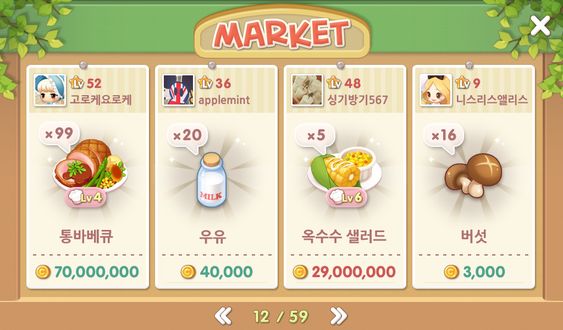 MARKET
Lv 52
고로케요로케
×99
Lv 4
통바베큐
70,000,000
Lv 36
applemint
×20
MILK
우유
40,000
Lv 48
싱기방기567
×5
Lv 6
옥수수 샐러드
29,000,000
Lv 9
니스리스앨리스
×16
버섯
3,000
12 / 59